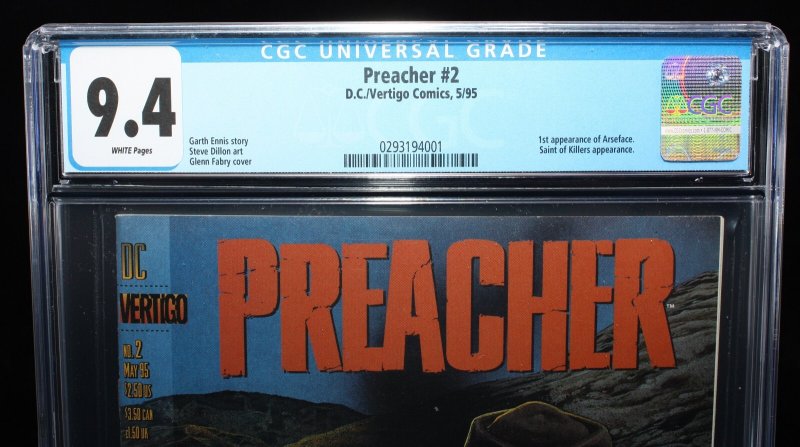 CGC UNIVERSAL GRADE
9.4
WHITE Pages
Preacher #2
D.C./Vertigo Comics, 5/95
Garth Ennis story
Steve Dillon art
Glenn Fabry cover
0293194001
1st appearance of Arseface.
Saint of Killers appearance.
CGC
DC
VERTIGO
NO. 2
MAY 95
$2.50 US
$3.50 CAN
£1.50 UK
PREACHER
TM